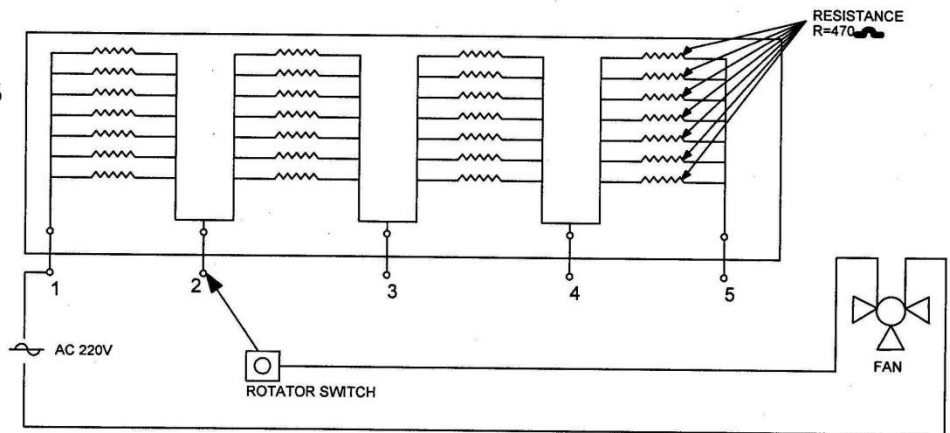 RESISTANCE
R=470
1
2
3
4
5
AC 220V
ROTATOR SWITCH
FAN